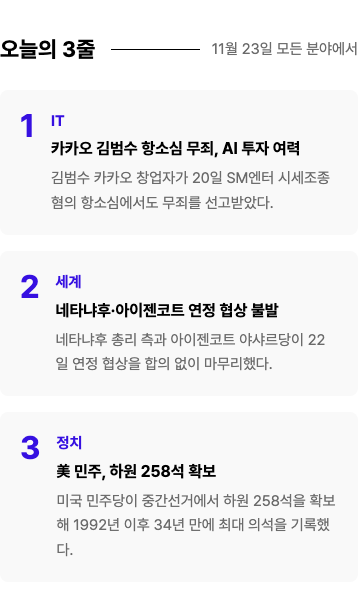 오늘의 3줄
11월 23일 모든 분야에서
1
IT
카카오 김범수 항소심 무죄, AI 투자 여력
김범수 카카오 창업자가 20일 SM엔터 시세조종
혐의 항소심에서도 무죄를 선고받았다.
2
세계
네타냐후·아이젠코트 연정 협상 불발
네타냐후 총리 측과 아이젠코트 야샤르당이 22
일 연정 협상을 합의 없이 마무리했다.
3
정치
美 민주, 하원 258석 확보
미국 민주당이 중간선거에서 하원 258석을 확보
해 1992년 이후 34년 만에 최대 의석을 기록했
다.